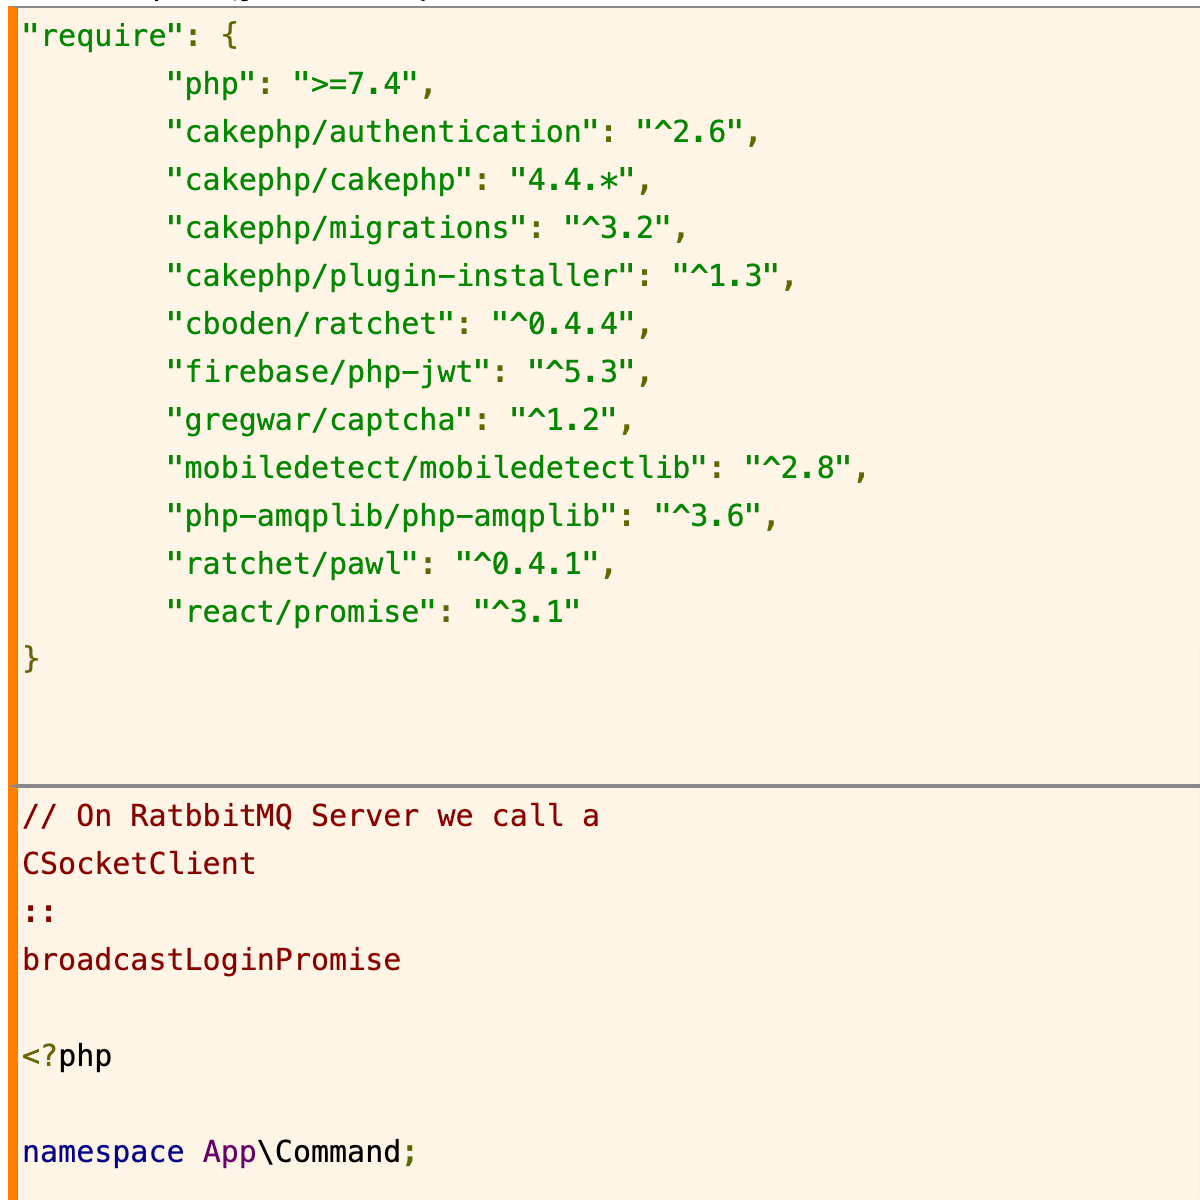 "require": {
"php": ">=7.4",
"cakephp/authentication": "^2.6",
"cakephp/cakephp": "4.4.*",
"cakephp/migrations": "^3.2",
"cakephp/plugin-installer": "^1.3",
"cboden/ratchet": "^0.4.4",
"firebase/php-jwt": "^5.3",
"gregwar/captcha": "^1.2",
"mobiledetect/mobiledetectlib": "^2.8",
"php-amqplib/php-amqplib": "^3.6",
"ratchet/pawl": "^0.4.1",
"react/promise": "^3.1"
}
// On RatbbitMQ Server we call a
CSocketClient
::
broadcastLoginPromise
<?php
namespace App\Command;